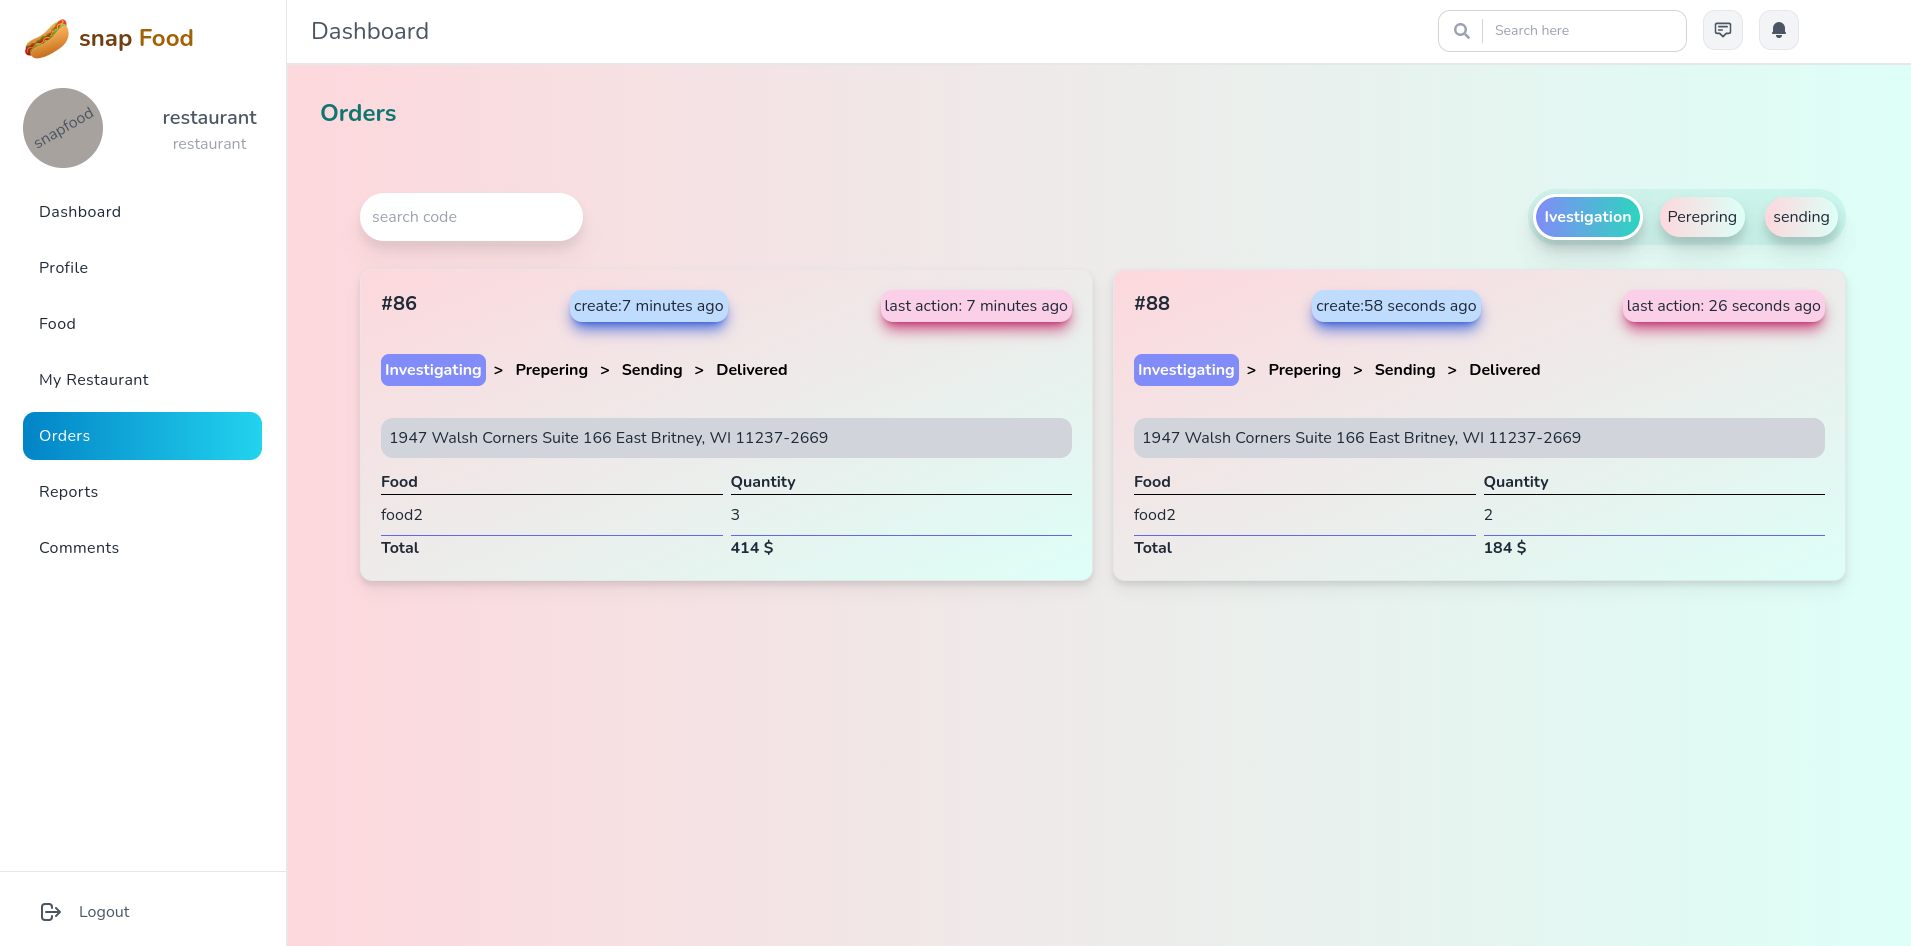 snap Food
snapfood
restaurant
restaurant
Dashboard
Profile
Food
My Restaurant
Orders
Reports
Comments
Logout
Dashboard
Search here
Orders
search code
Ivestigation Perepring sending
#86 create:7 minutes ago last action: 7 minutes ago
Investigating > Prepering > Sending > Delivered
1947 Walsh Corners Suite 166 East Britney, WI 11237-2669
Food Quantity
food2 3
Total 414 $
#88 create:58 seconds ago last action: 26 seconds ago
Investigating > Prepering > Sending > Delivered
1947 Walsh Corners Suite 166 East Britney, WI 11237-2669
Food Quantity
food2 2
Total 184 $